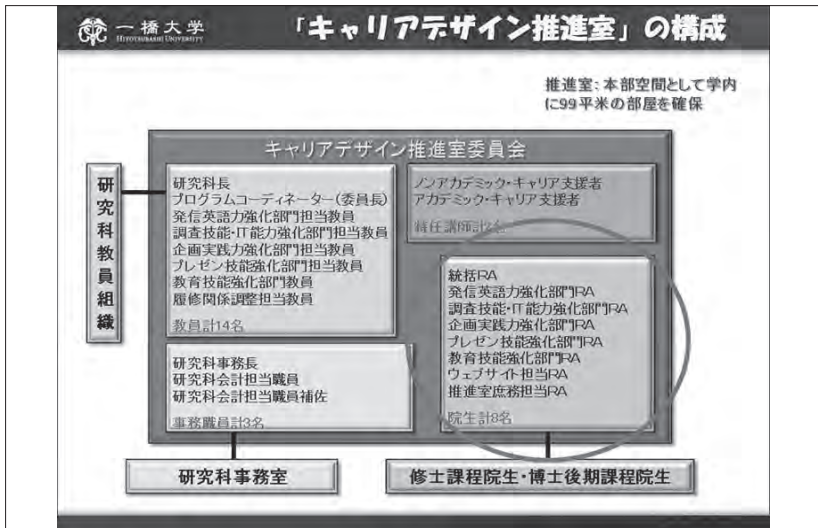 一橋大学
HITOTSUBASHI UNIVERSITY
「キャリアデザイン推進室」の構成
推進室:本部空間として学内
に99平米の部屋を確保
キャリアデザイン推進室委員会
研究科教員組織
研究科長
プログラムコーディネーター(委員長)
発信英語力強化部門担当教員
調査技能・IT能力強化部門担当教員
企画実践力強化部門担当教員
プレゼン技能強化部門担当教員
教育技能強化部門教員
履修関係調整担当教員
教員計14名
ノンアカデミック・キャリア支援者
アカデミック・キャリア支援者
特任講師計2名
統括RA
発信英語力強化部門RA
調査技能・IT能力強化部門RA
企画実践力強化部門RA
プレゼン技能強化部門RA
教育技能強化部門RA
ウェブサイト担当RA
推進室庶務担当RA
院生計8名
研究科事務長
研究科会計担当職員
研究科会計担当職員補佐
事務職員計3名
研究科事務室
修士課程院生・博士後期課程院生